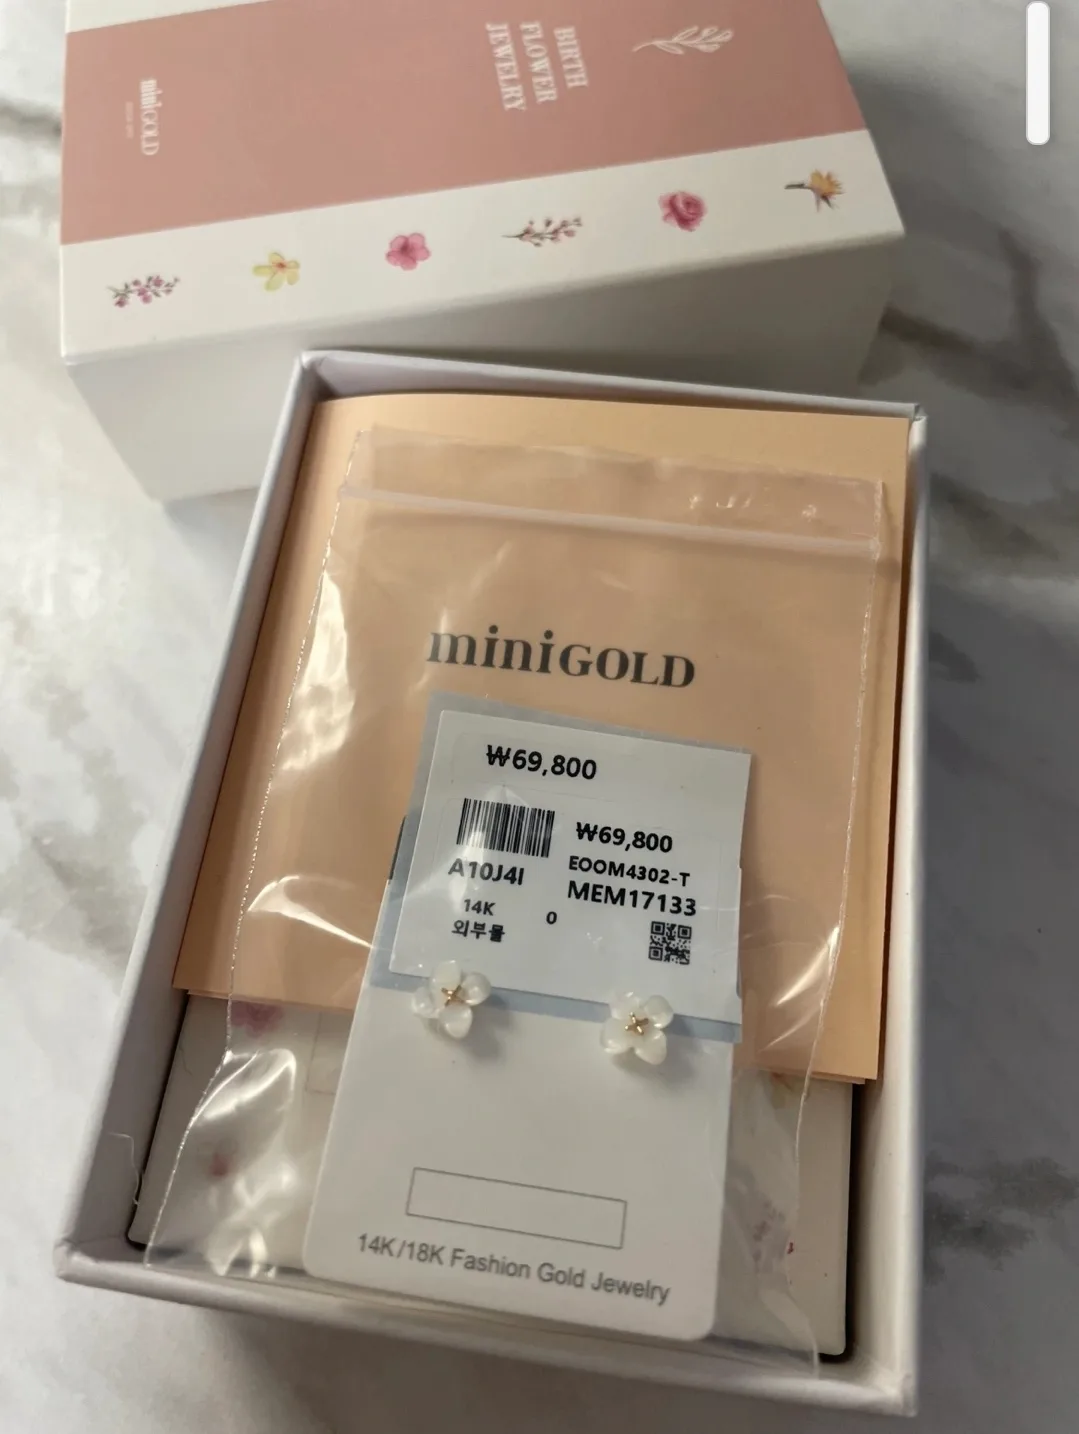 BIRTH
FLOWER
JEWELRY
miniGOLD
miniGOLD
₩69,800
₩69,800
EOOM4302-T
A10J4I
MEM17133
14K
0
외부물
14K/18K Fashion Gold Jewelry